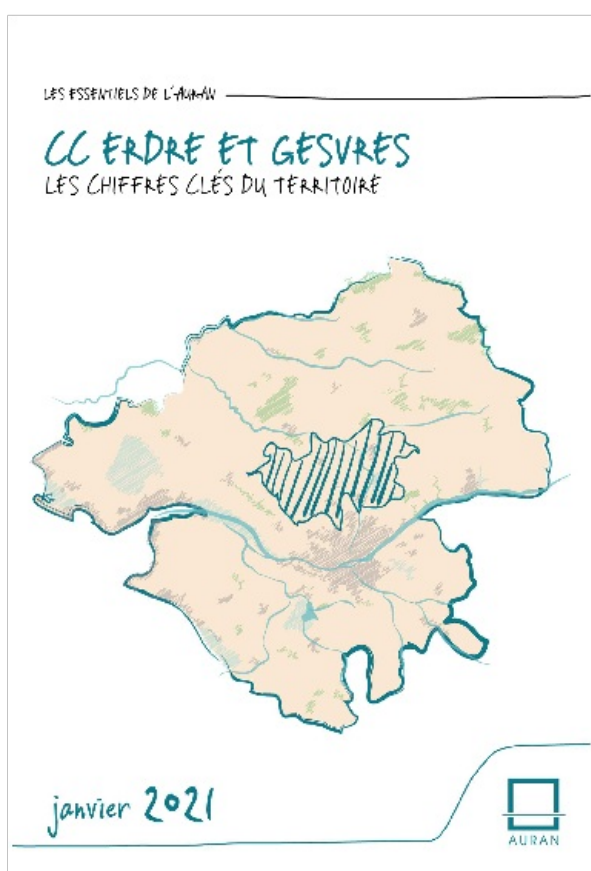 LES ESSENTIELS DE L'AURAN
CC ERDRE ET GESVRES
LES CHIFFRES CLÉS DU TERRITOIRE
janvier 2021
AURAN